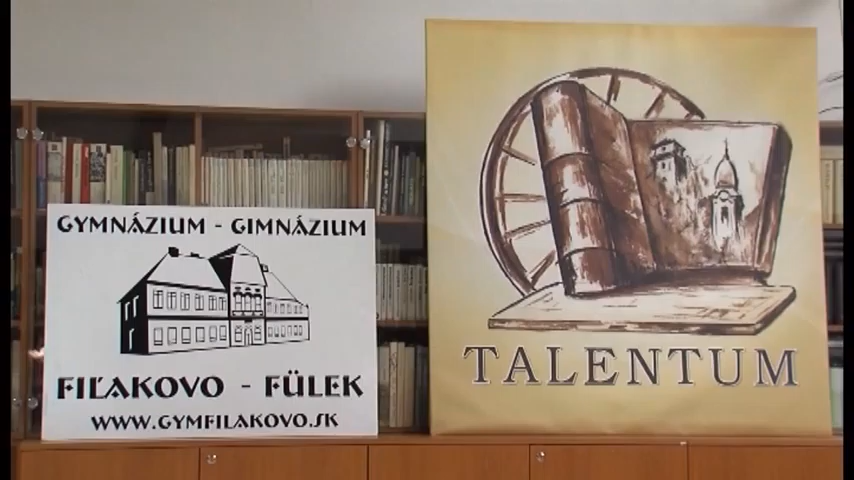 GYMNÁZIUM - GIMNÁZIUM
FIĽAKOVO - FÜLEK
WWW.GYMFILAKOVO.SK
TALENTUM